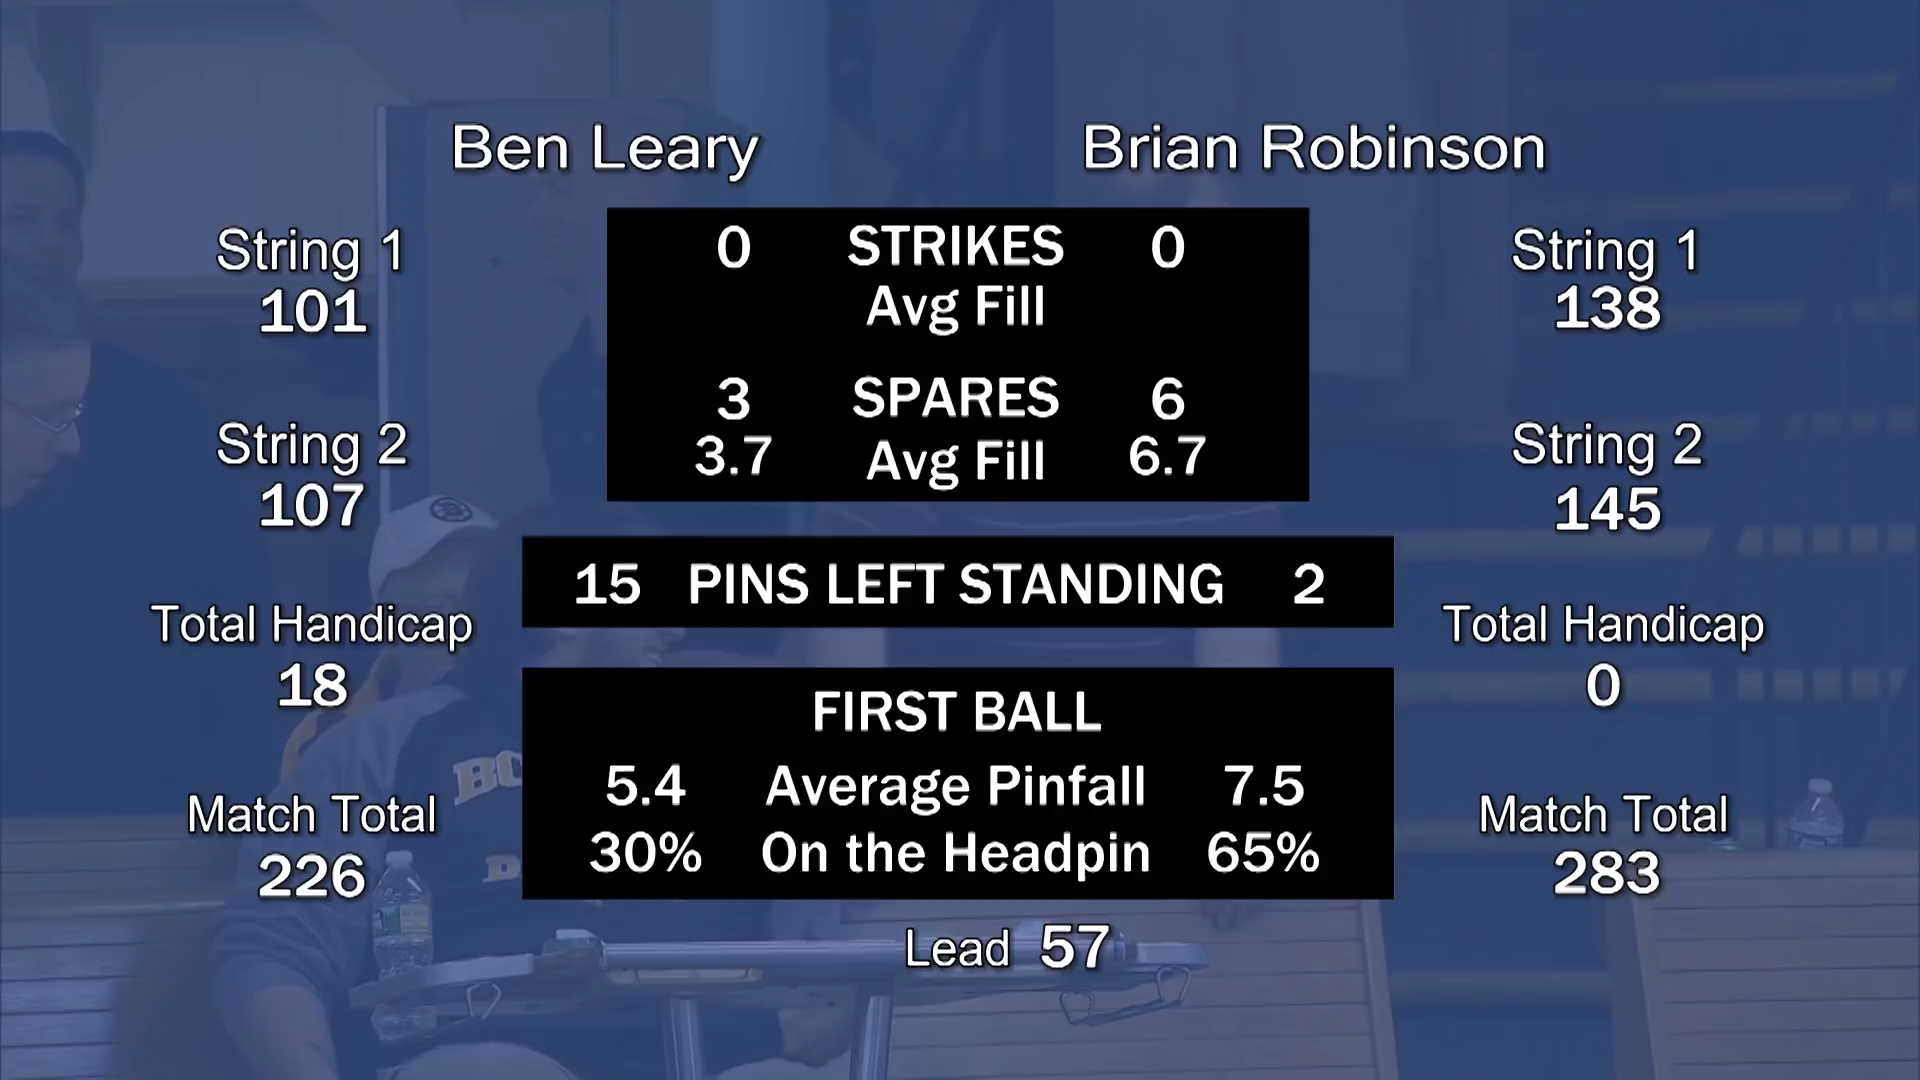 Ben Leary Brian Robinson
String 1
101
String 2
107
Total Handicap
18
Match Total
226
0 STRIKES 0
Avg Fill
3 SPARES 6
3.7 Avg Fill 6.7
15 PINS LEFT STANDING 2
FIRST BALL
5.4 Average Pinfall 7.5
30% On the Headpin 65%
Lead 57
String 1
138
String 2
145
Total Handicap
0
Match Total
283